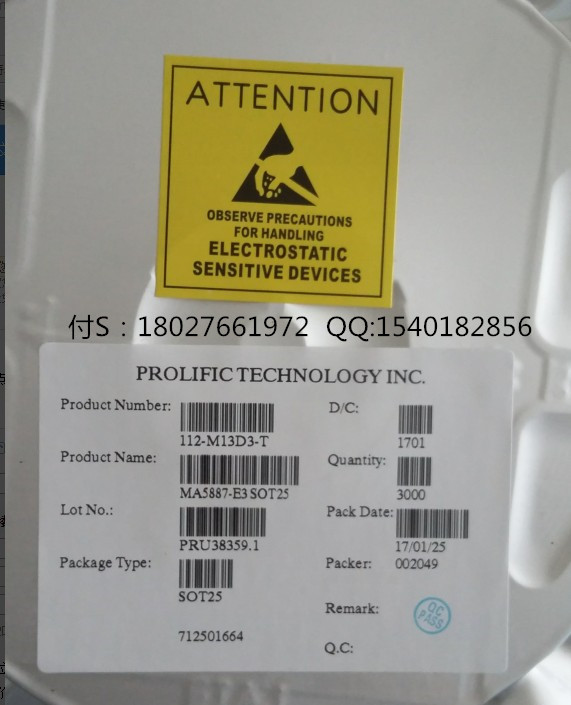 ATTENTION
OBSERVE PRECAUTIONS
FOR HANDLING
ELECTROSTATIC
SENSITIVE DEVICES
付S：18027661972 QQ:1540182856
PROLIFIC TECHNOLOGY INC.
Product Number:
112-M13D3-T
D/C:
1701
Product Name:
MA5887-E3 SOT25
Quantity:
3000
Lot No.:
PRU38359.1
Pack Date:
17/01/25
Package Type:
SOT25
Packer: 002049
712501664
Remark:
QC
PASS
Q.C: